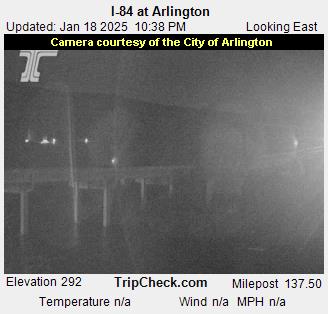 I-84 at Arlington
Updated: Jan 18 2025 10:38 PM Looking East
Camera courtesy of the City of Arlington
Elevation 292 TripCheck.com Milepost 137.50
Temperature n/a Wind n/a MPH n/a